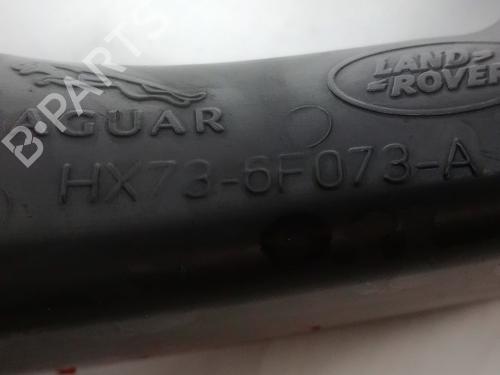 JAGUAR
LAND-
-ROVER
HX73-6F073-A
B-PARTS